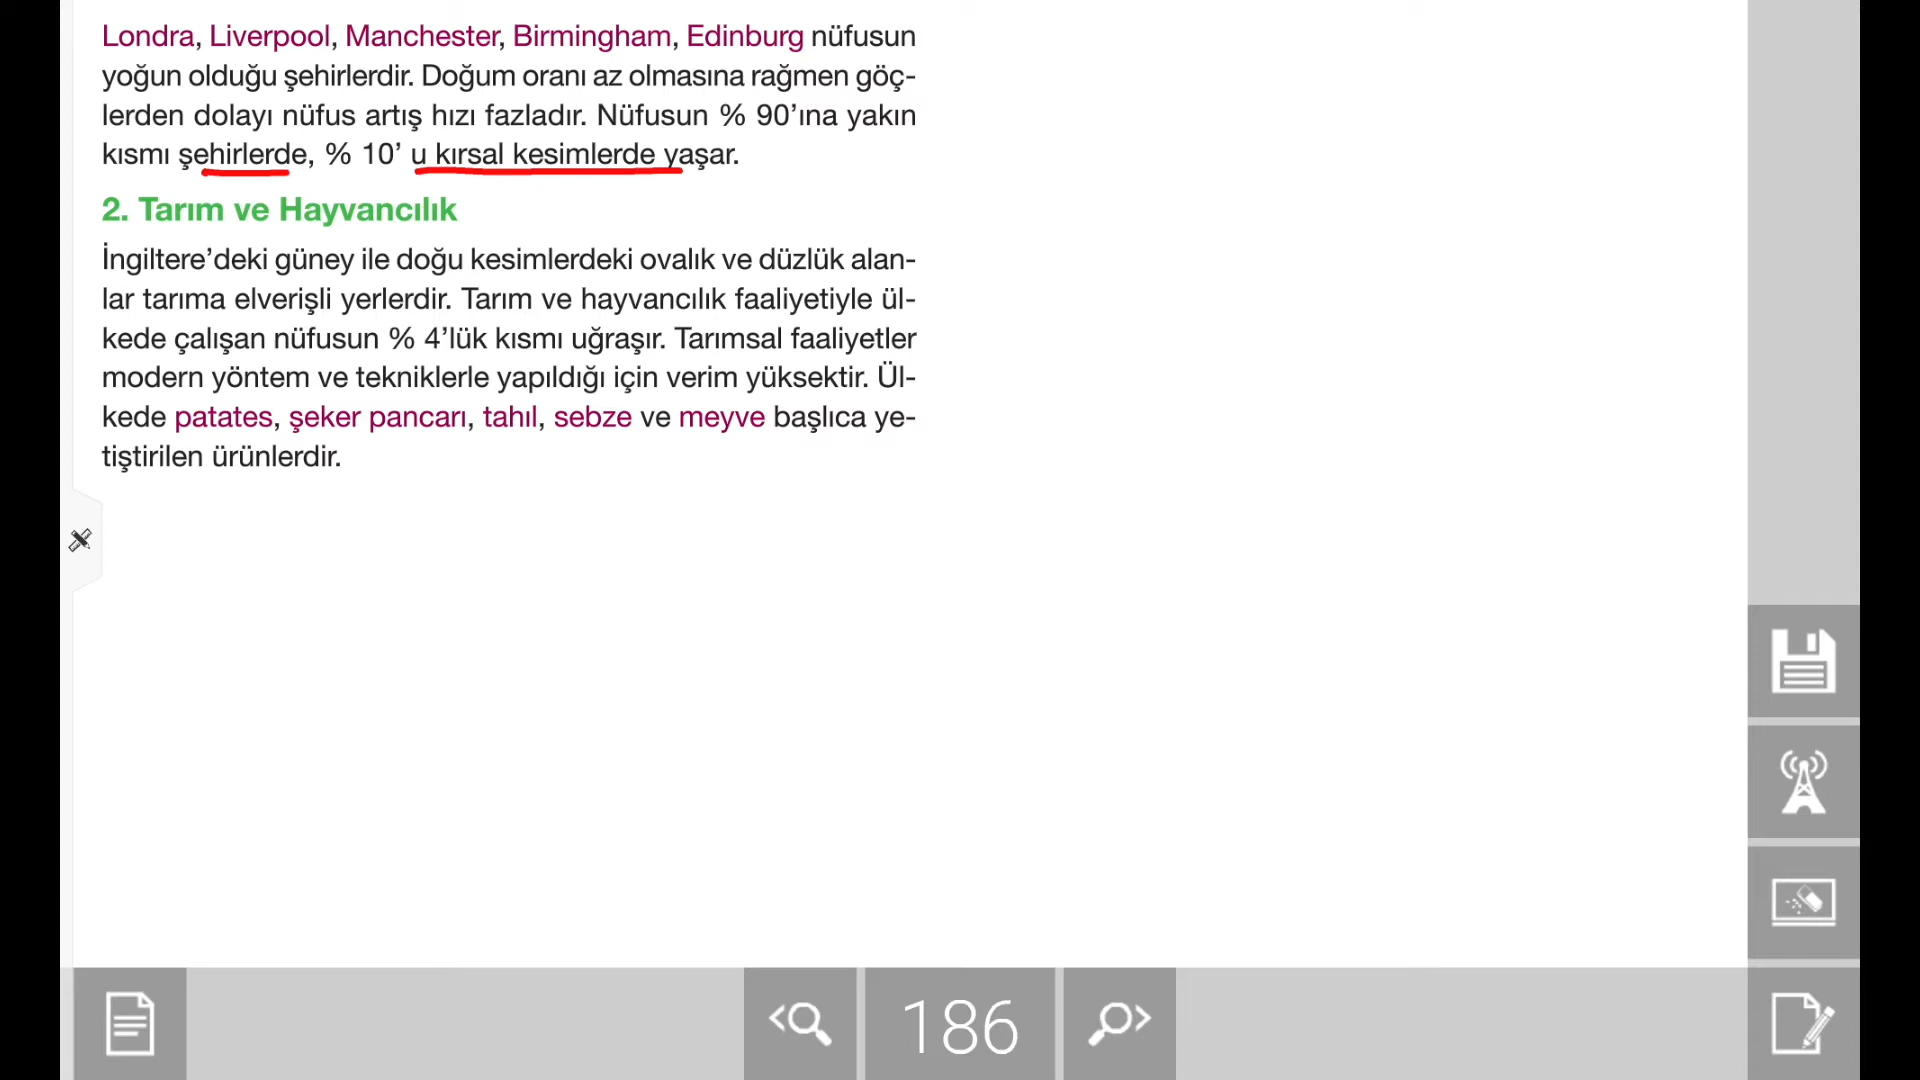 Londra, Liverpool, Manchester, Birmingham, Edinburg nüfusun
yoğun olduğu şehirlerdir. Doğum oranı az olmasına rağmen göç-
lerden dolayı nüfus artış hızı fazladır. Nüfusun % 90’ına yakın
kısmı şehirlerde, % 10’ u kırsal kesimlerde yaşar.
2. Tarım ve Hayvancılık
İngiltere’deki güney ile doğu kesimlerdeki ovalık ve düzlük alan-
lar tarıma elverişli yerlerdir. Tarım ve hayvancılık faaliyetiyle ül-
kede çalışan nüfusun % 4’lük kısmı uğraşır. Tarımsal faaliyetler
modern yöntem ve tekniklerle yapıldığı için verim yüksektir. Ül-
kede patates, şeker pancarı, tahıl, sebze ve meyve başlıca ye-
tiştirilen ürünlerdir.
186